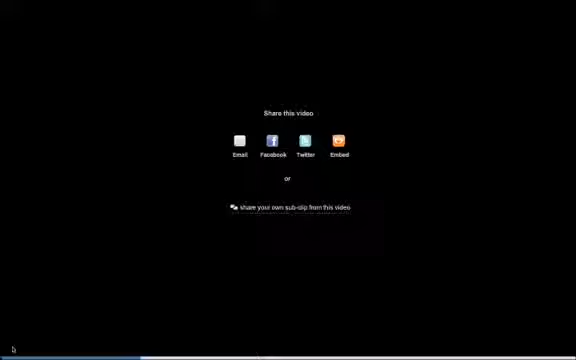 Share this video
Email Facebook Twitter Embed
or
share your own sub-clip from this video